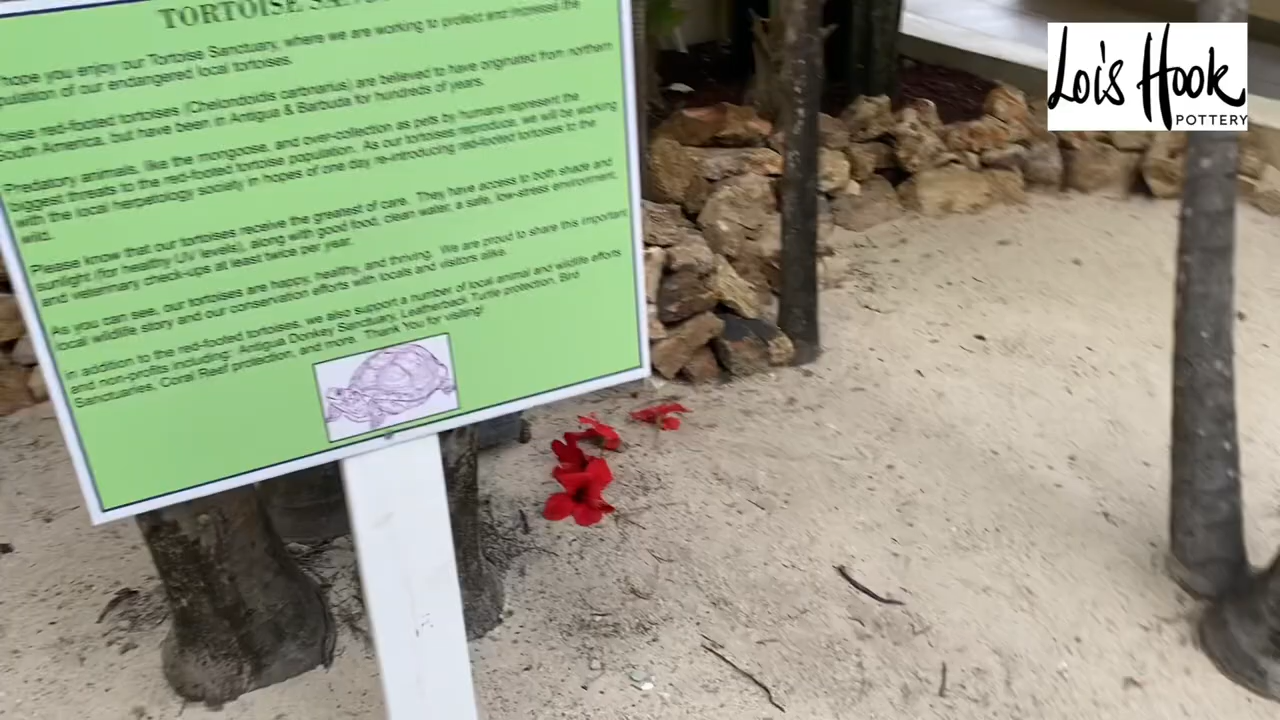 TORTOISE
hope you enjoy our Tortoise Sanctuary, where we are working to protect and increase the
pulation of our endangered local tortoises.
hese red-footed tortoises (Chelonoidis carbonarius) are believed to have originated from northern
South America, but have been in Antigua & Barbuda for hundreds of years.
Predatory animals, like the mongoose, and over-collection as pets by humans represent the
biggest threats to the red-footed tortoise population. As our tortoises we will be working
with the local herpetology society in hopes of one day re-introducing red-footed tortoises to the
wild.
Please know that our tortoises receive the greatest of care. They have access to both shade and
sunlight (for healthy UV levels), along with good food, clean water, a safe, low-stress environment,
and veterinary check-ups at least twice per year.
As you can see, our tortoises are happy, healthy, and thriving. We are proud to share this important
local wildlife story and our conservation efforts with locals and visitors alike.
In addition to the red-footed tortoises, we also support a number of local animal and wildlife efforts
and non-profits including: Antigua Donkey Sanctuary, Leatherback Turtle protection, Bird
Sanctuaries, Coral Reef protection, and more. Thank You for visiting!
Lois Hook
POTTERY